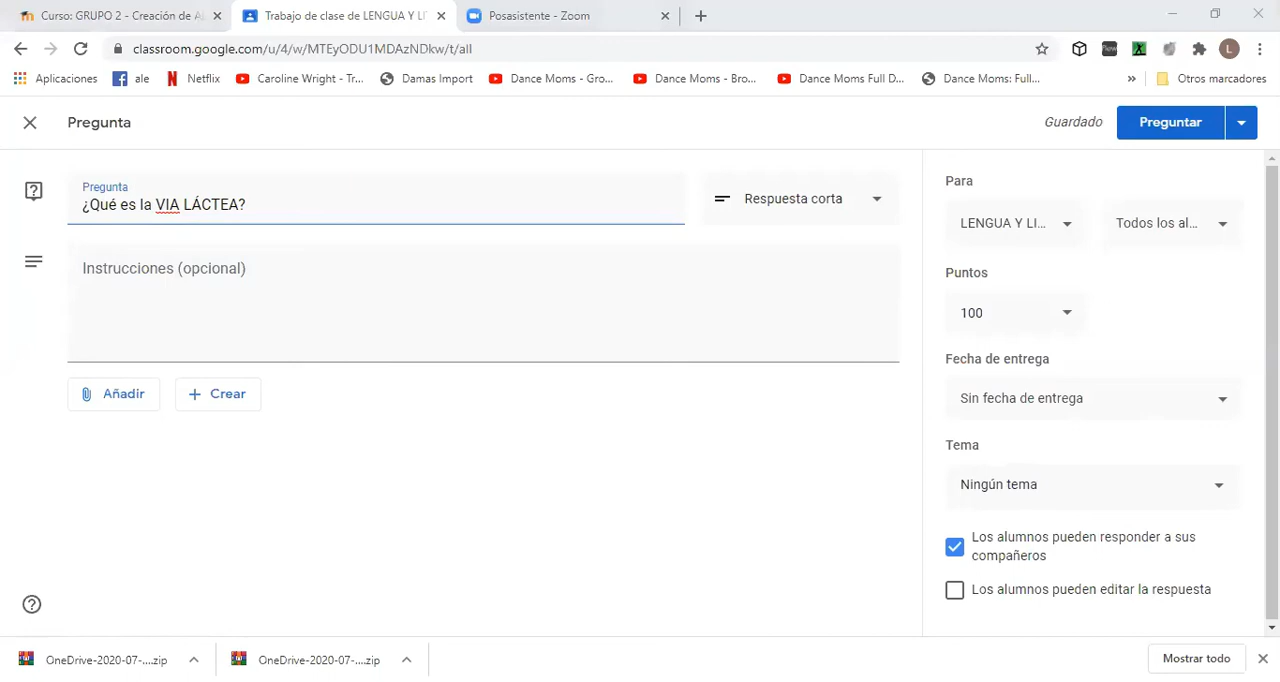 Curso: GRUPO 2 - Creación de Au
Trabajo de clase de LENGUA Y LIT
Posasistente - Zoom
classroom.google.com/u/4/w/MTEyODU1MDAzNDkw/t/all
L
Aplicaciones
ale
Netflix
Caroline Wright - Tr...
Damas Import
Dance Moms - Gro...
Dance Moms - Bro...
Dance Moms Full D...
Dance Moms: Full...
»
Otros marcadores
Pregunta
Guardado
Preguntar
Pregunta
¿Qué es la VIA LÁCTEA?
Respuesta corta
Instrucciones (opcional)
Añadir
Crear
Para
LENGUA Y LI...
Todos los al...
Puntos
100
Fecha de entrega
Sin fecha de entrega
Tema
Ningún tema
Los alumnos pueden responder a sus
compañeros
Los alumnos pueden editar la respuesta
OneDrive-2020-07-....zip
OneDrive-2020-07-....zip
Mostrar todo